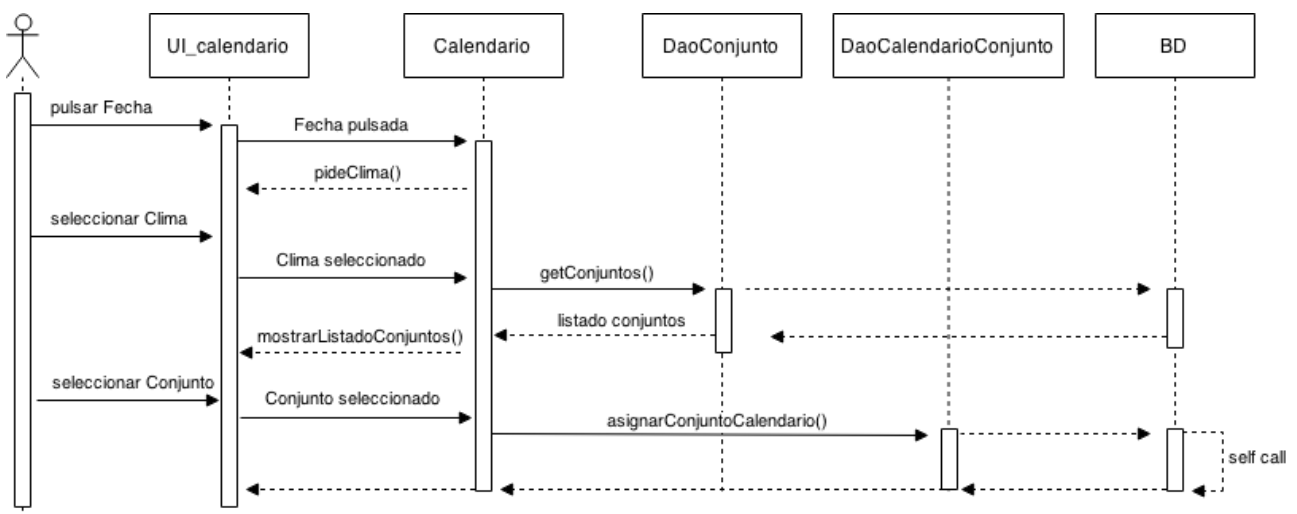 UI_calendario
Calendario
DaoConjunto
DaoCalendarioConjunto
BD
pulsar Fecha
Fecha pulsada
pideClima()
seleccionar Clima
Clima seleccionado
getConjuntos()
listado conjuntos
mostrarListadoConjuntos()
seleccionar Conjunto
Conjunto seleccionado
asignarConjuntoCalendario()
self call